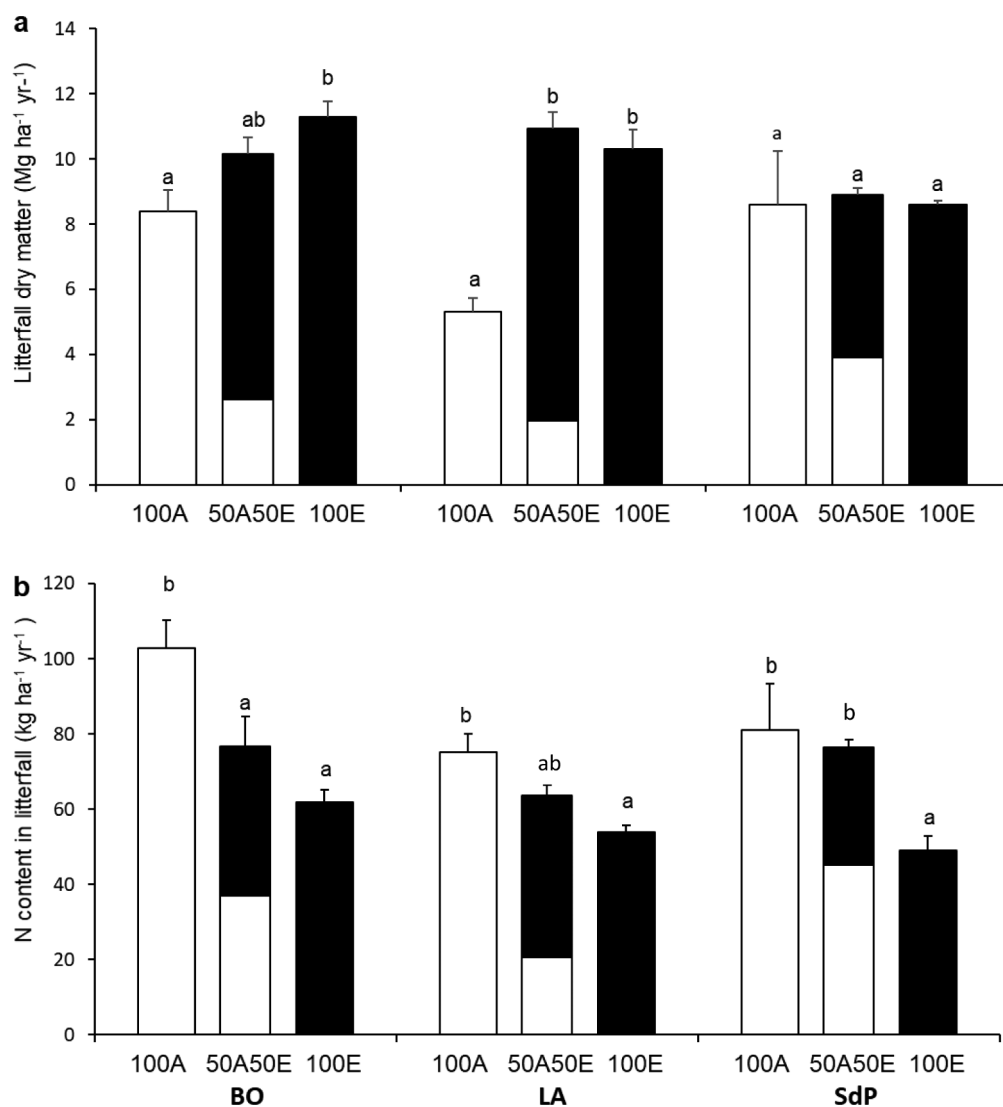 a
Litterfall dry matter (Mg ha⁻¹ yr-¹)
14
12
10
8
6
4
2
0
a ab b a b b a a a
100A 50A50E 100E 100A 50A50E 100E 100A 50A50E 100E
b
N content in litterfall (kg ha⁻¹ yr⁻¹ )
120
100
80
60
40
20
0
b a a b ab a b b a
100A 50A50E 100E 100A 50A50E 100E 100A 50A50E 100E
BO LA SdP